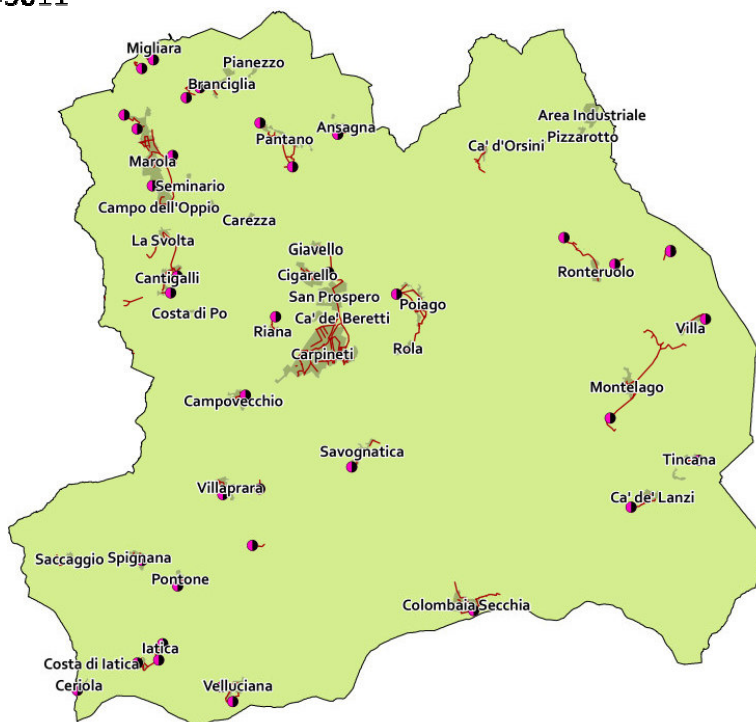 Migliara
Pianezzo
Branciglia
Area Industriale
Pizzarotto
Ansagna
Pantano
Ca' d'Orsini
Marola
Seminario
Campo dell'Oppio
Carezza
La Svolta
Giavello
Cigarello
Ronteruolo
Cantigalli
San Prospero
Poiago
Costa di Po
Ca' de' Beretti
Riana
Villa
Rola
Carpineti
Montelago
Campovecchio
Savognatica
Tincana
Villaprara
Ca' de' Lanzi
Saccaggio
Spignana
Pontone
Colombaia Secchia
Iatica
Costa di Iatica
Ceriola
Velluciana